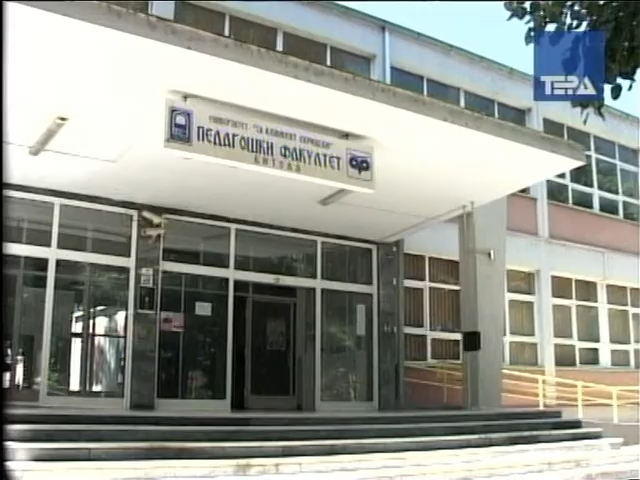 ТЕРА
УНИВЕРЗИТЕТ "СВ КЛИМЕНТ ОХРИДСКИ"
ПЕДАГОШКИ ФАКУЛТЕТ
БИТОЛА